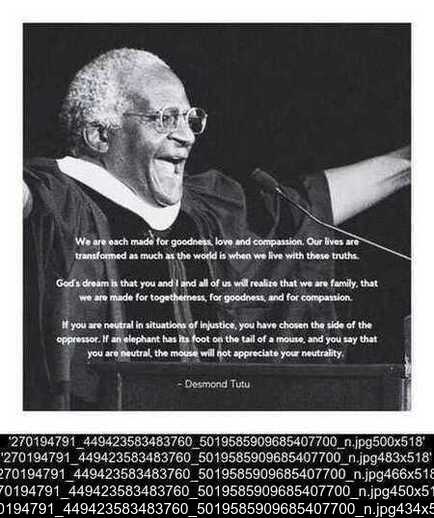 We are each made for goodness, love and compassion. Our lives are
transformed as much as the world is when we live with these truths.
God's dream is that you and I and all of us will realize that we are family, that
we are made for togetherness, for goodness, and for compassion.
If you are neutral in situations of injustice, you have chosen the side of the
oppressor. If an elephant has its foot on the tail of a mouse, and you say that
you are neutral, the mouse will not appreciate your neutrality.
- Desmond Tutu
'270194791_449423583483760_5019585909685407700_n.jpg500x518'
'270194791_449423583483760_5019585909685407700_n.jpg483x518'
270194791_449423583483760_5019585909685407700_n.jpg466x518
70194791_449423583483760_5019585909685407700_n.jpg450x51
0194791_449423583483760_5019585909685407700_n.jpg434x5